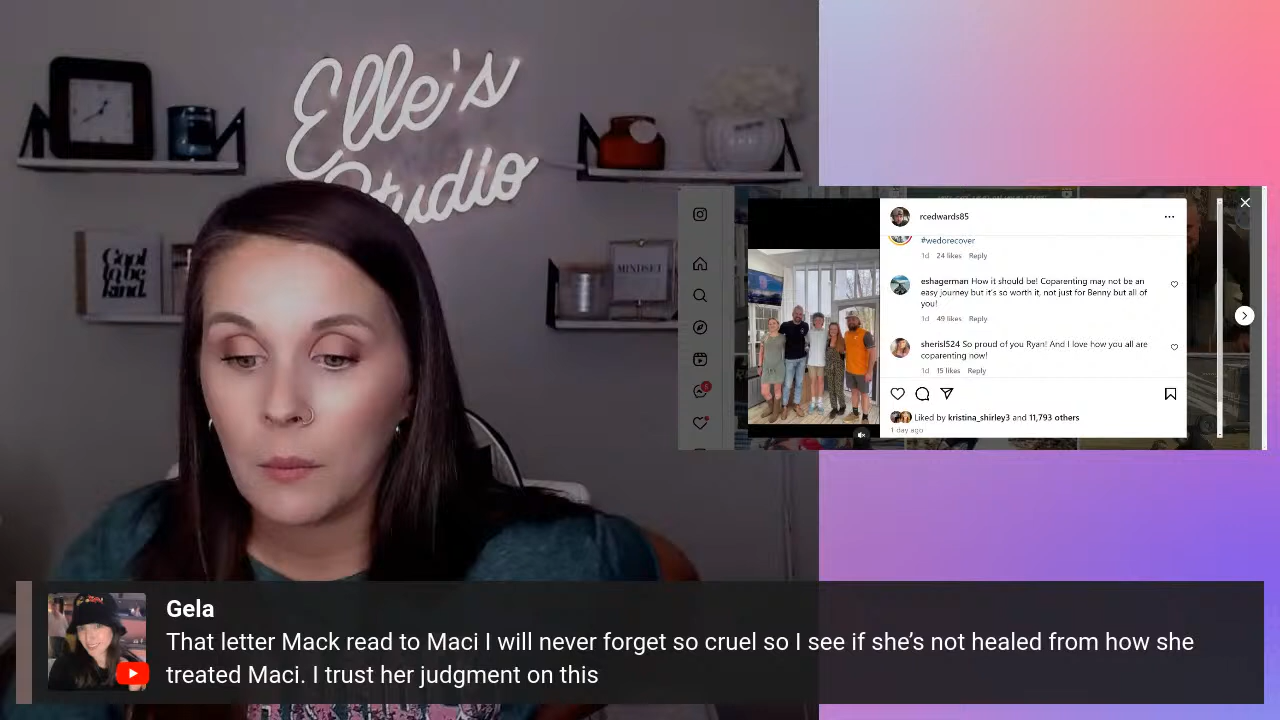 Elle's
Studio
MINDSET
rcedwards85
#wedorecover
1d 24 likes Reply
eshagerman How it should be! Coparenting may not be an
easy journey but it's so worth it, not just for Benny but all of
you!
1d 49 likes Reply
sherisl524 So proud of you Ryan! And I love how you all are
coparenting now!
1d 15 likes Reply
Liked by kristina_shirley3 and 11,793 others
1 day ago
Gela
That letter Mack read to Maci I will never forget so cruel so I see if she's not healed from how she
treated Maci. I trust her judgment on this